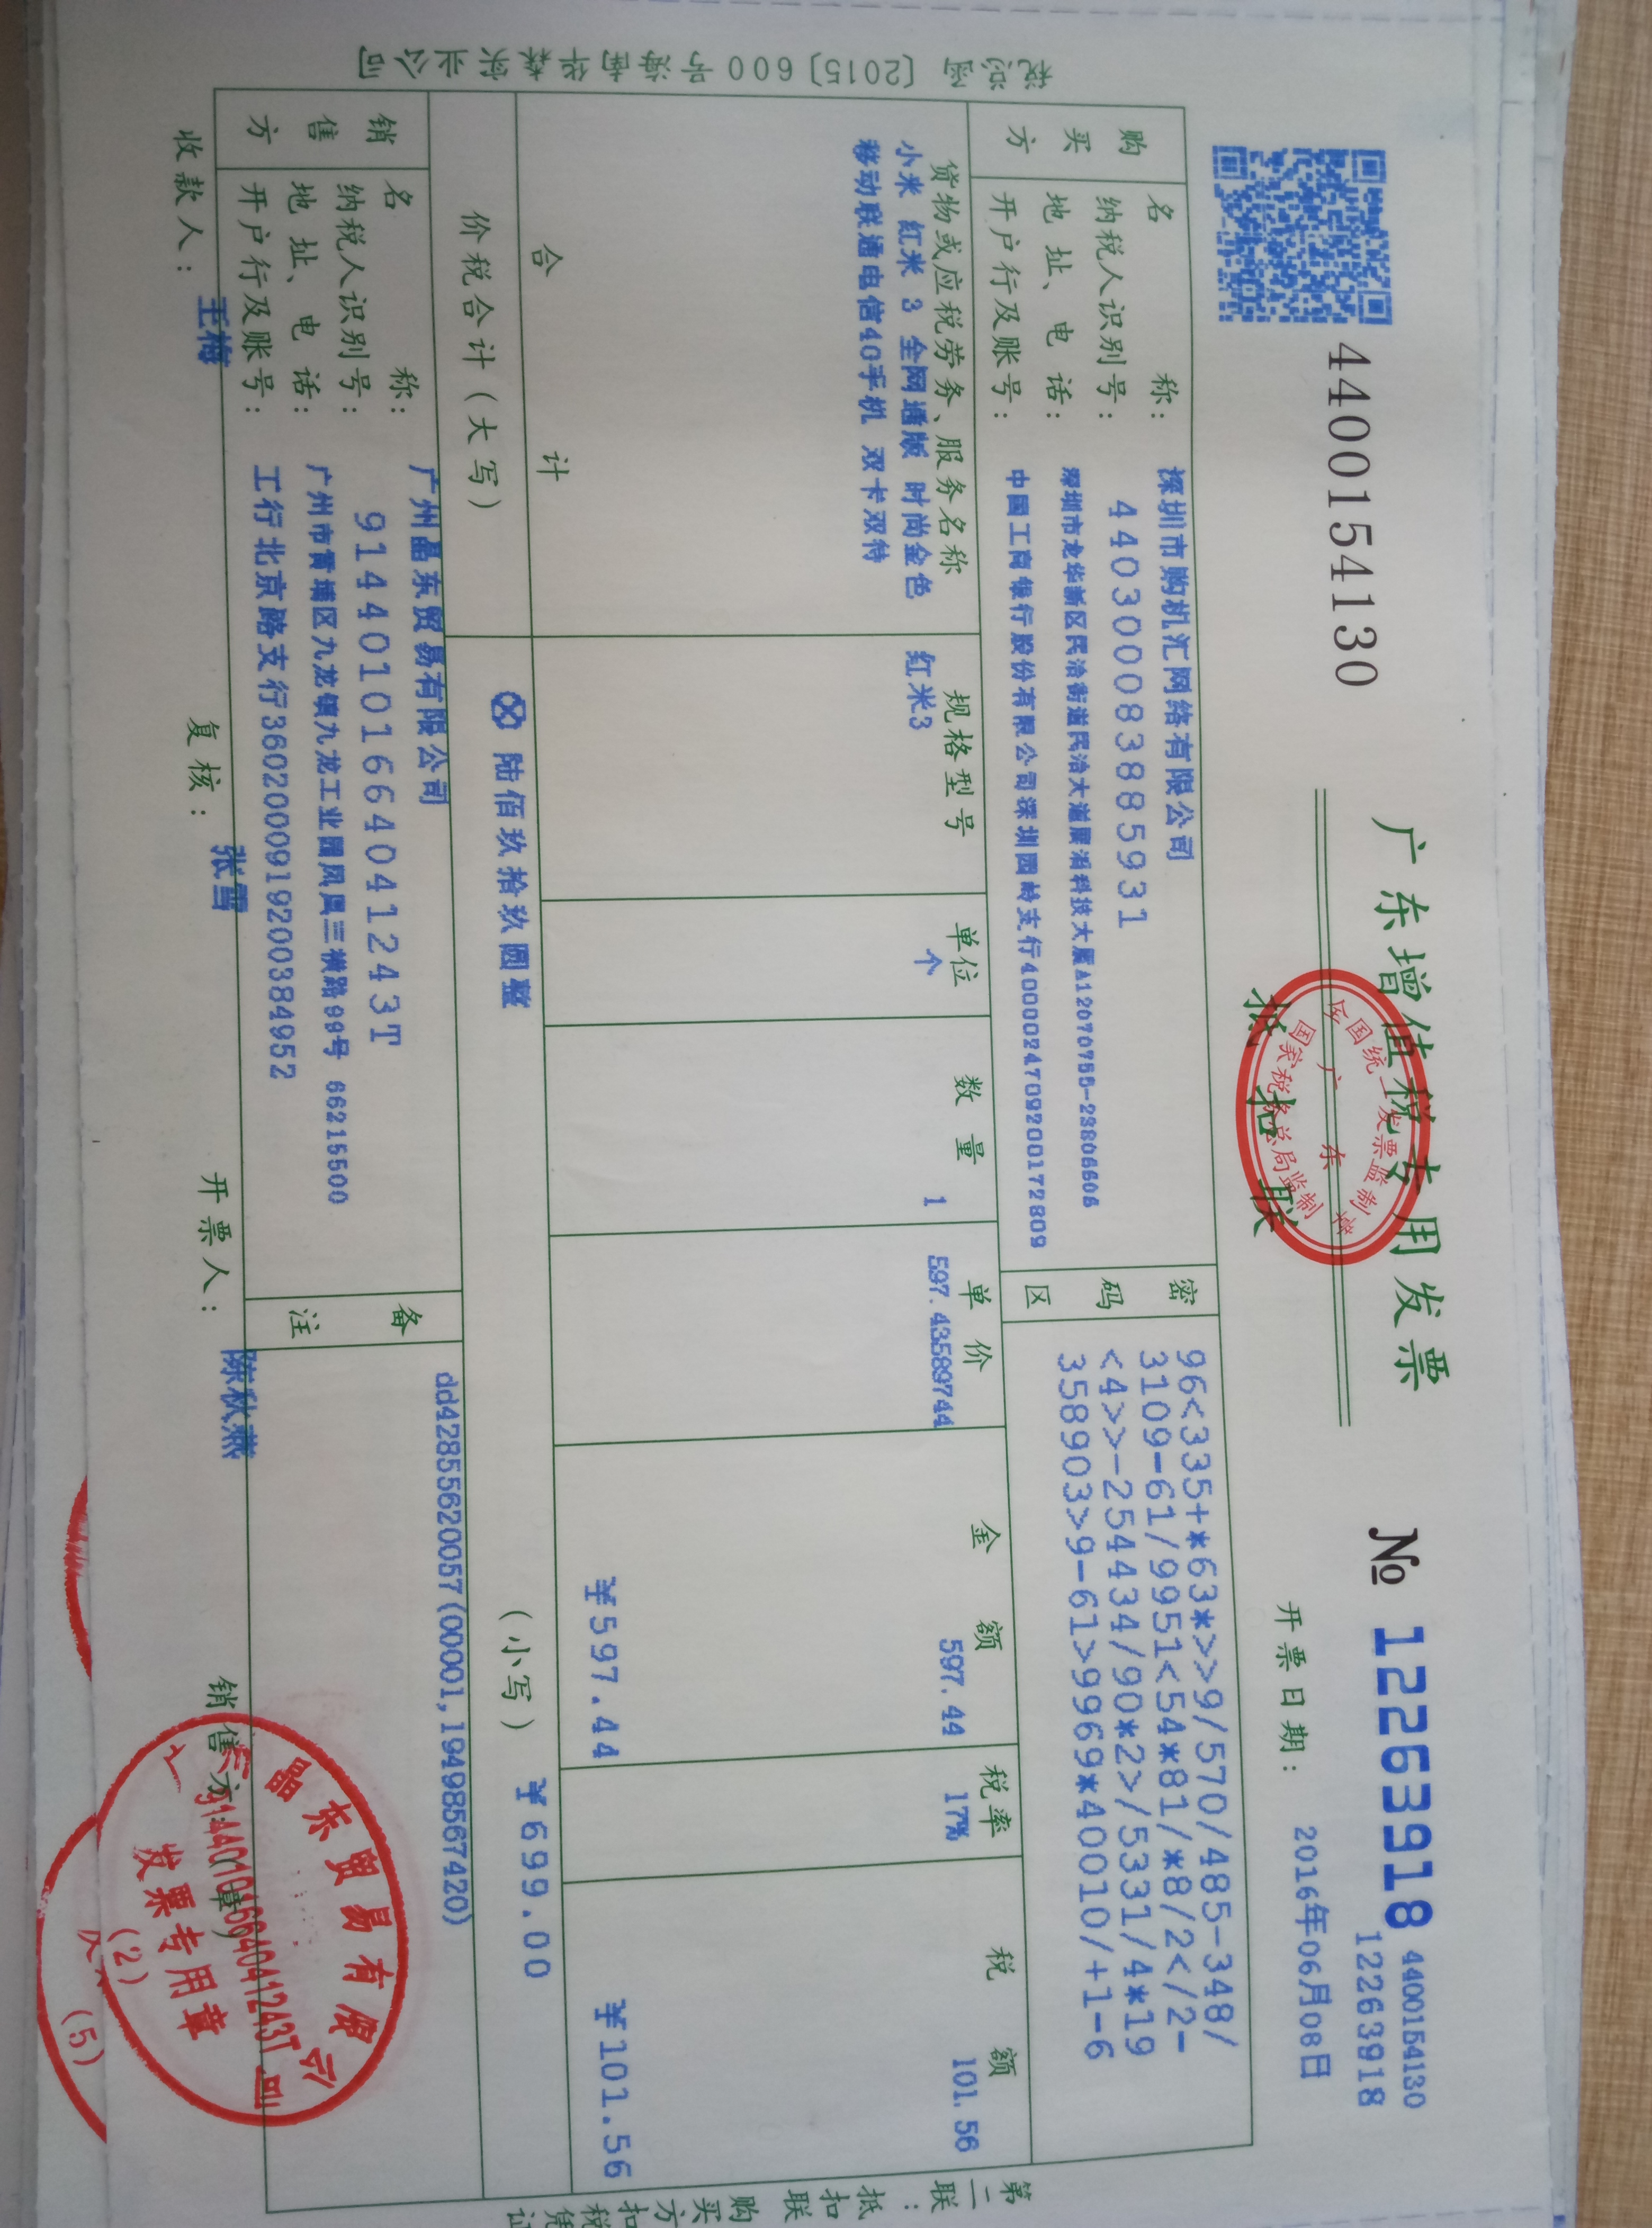 4400154130
广东增值税专用发票
抵扣联
全国统一发票监制章
广东
国家税务总局监制
№ 12263918
4400154130
12263918
开票日期： 2016年06月08日
税总函〔2015〕600号海南华森实业公司
购买方
名称： 深圳市购机汇网络有限公司
纳税人识别号： 440300083885931
地址、电话： 深圳市龙华新区民治街道民治大道展滔科技大厦A12070755-23806606
开户行及账号： 中国工商银行股份有限公司深圳园岭支行4000024709200172809
密码区
96<335+*63*>>9/570/485-348/
3109-61/9951<54*81/*8/2</2-
<4>>-254434/90*2>/5331/4*19
358903>9-61>9969*40010/+1-6
货物或应税劳务、服务名称 规格型号 单位 数量 单价 金额 税率 税额
小米 红米 3 全网通版 时尚金色 红米3 个 1 597.43589744 597.44 17% 101.56
移动联通电信4G手机 双卡双待
合计 ¥597.44 ¥101.56
价税合计（大写） ⊗ 陆佰玖拾玖圆整 （小写） ¥699.00
销售方
名称： 广州晶东贸易有限公司
纳税人识别号： 91440101664041243T
地址、电话： 广州市黄埔区九龙镇九龙工业园凤凰三横路99号 66215500
开户行及账号： 工行北京路支行3602000919200384952
备注
dd42855620057(0001,19498567420)
收款人： 王梅 复核： 张雪 开票人： 陈秋燕 销售方：（章）
晶东贸易有限公司
91440101664041243T
发票专用章
(2)
(5)
第二联：抵扣联 购买方扣税凭证